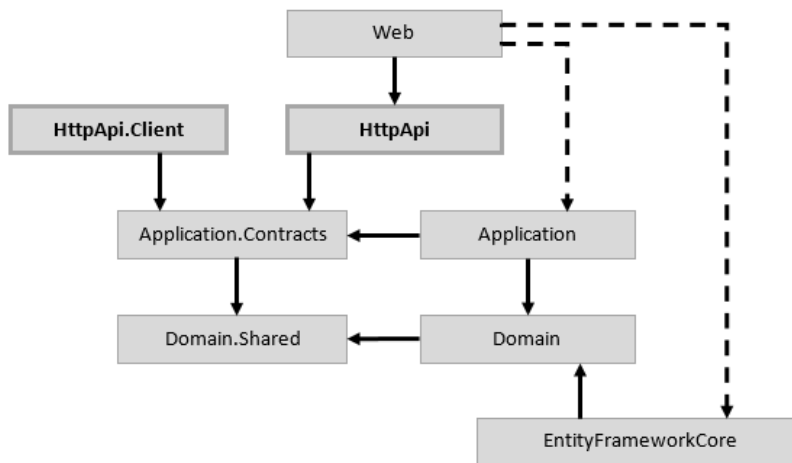 Web
HttpApi.Client
HttpApi
Application.Contracts
Application
Domain.Shared
Domain
EntityFrameworkCore